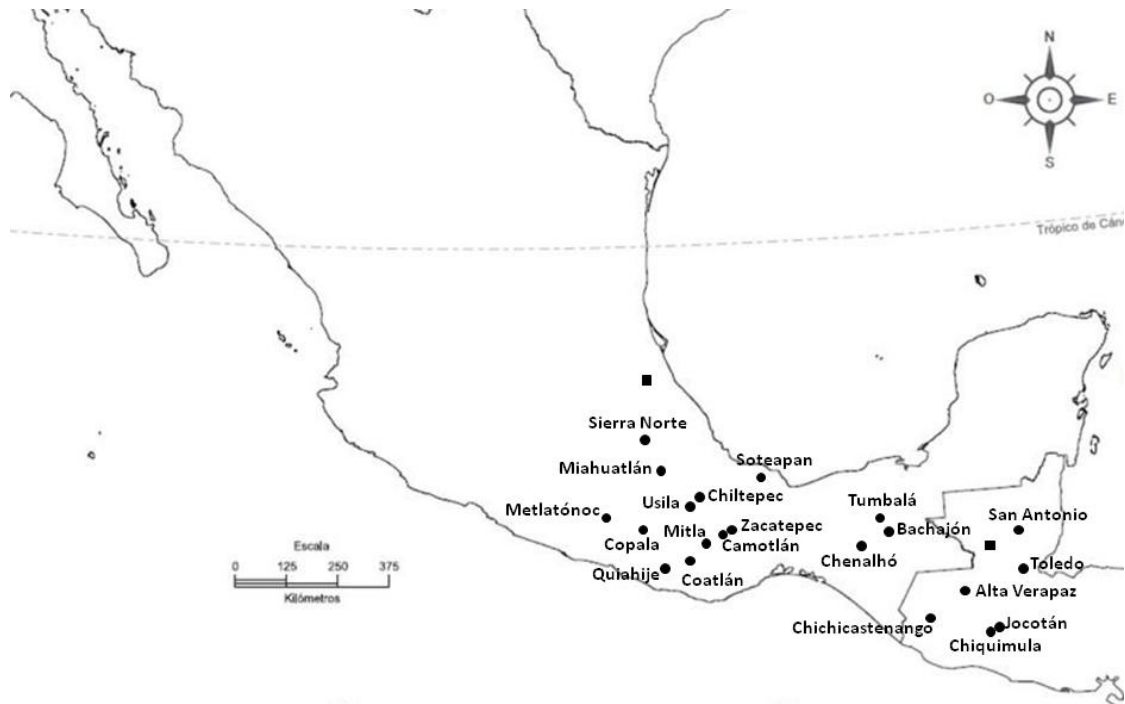 N
O
E
S
Trópico de Cánc
Sierra Norte
Miahuatlán
Soteapan
Usila
Chiltepec
Metlatónoc
Mitla
Zacatepec
Copala
Camotlán
Quiahije
Coatlán
Tumbalá
Bachajón
Chenalhó
San Antonio
Toledo
Alta Verapaz
Chichicastenango
Jocotán
Chiquimula
Escala
0 125 250 375
Kilómetros